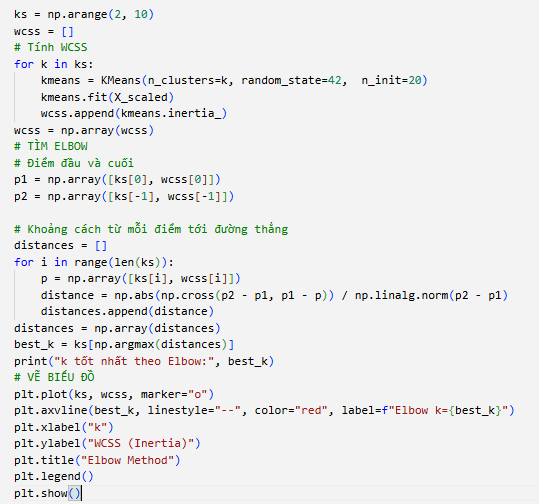 ks = np.arange(2, 10)
wcss = []
# Tính WCSS
for k in ks:
    kmeans = KMeans(n_clusters=k, random_state=42,  n_init=20)
    kmeans.fit(X_scaled)
    wcss.append(kmeans.inertia_)
wcss = np.array(wcss)
# TÌM ELBOW
# Điểm đầu và cuối
p1 = np.array([ks[0], wcss[0]])
p2 = np.array([ks[-1], wcss[-1]])

# Khoảng cách từ mỗi điểm tới đường thẳng
distances = []
for i in range(len(ks)):
    p = np.array([ks[i], wcss[i]])
    distance = np.abs(np.cross(p2 - p1, p1 - p)) / np.linalg.norm(p2 - p1)
    distances.append(distance)
distances = np.array(distances)
best_k = ks[np.argmax(distances)]
print("k tốt nhất theo Elbow:", best_k)
# VẼ BIỂU ĐỒ
plt.plot(ks, wcss, marker="o")
plt.axvline(best_k, linestyle="--", color="red", label=f"Elbow k={best_k}")
plt.xlabel("k")
plt.ylabel("WCSS (Inertia)")
plt.title("Elbow Method")
plt.legend()
plt.show()